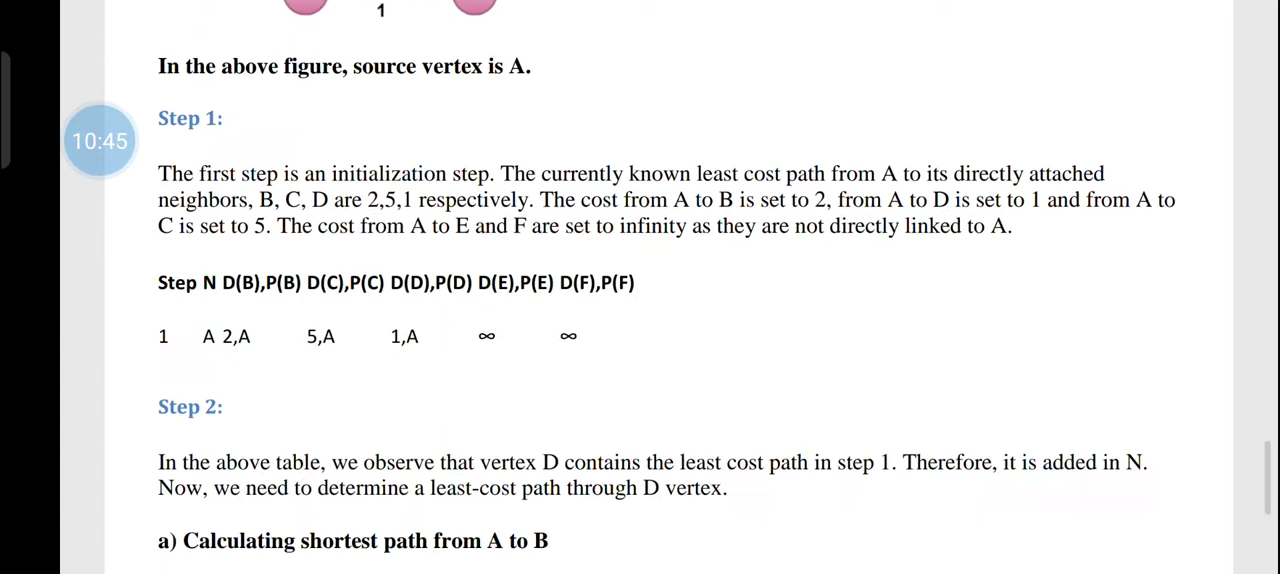 1
In the above figure, source vertex is A.
Step 1:
10:45
The first step is an initialization step. The currently known least cost path from A to its directly attached
neighbors, B, C, D are 2,5,1 respectively. The cost from A to B is set to 2, from A to D is set to 1 and from A to
C is set to 5. The cost from A to E and F are set to infinity as they are not directly linked to A.
Step N D(B),P(B) D(C),P(C) D(D),P(D) D(E),P(E) D(F),P(F)
1 A 2,A 5,A 1,A ∞ ∞
Step 2:
In the above table, we observe that vertex D contains the least cost path in step 1. Therefore, it is added in N.
Now, we need to determine a least-cost path through D vertex.
a) Calculating shortest path from A to B